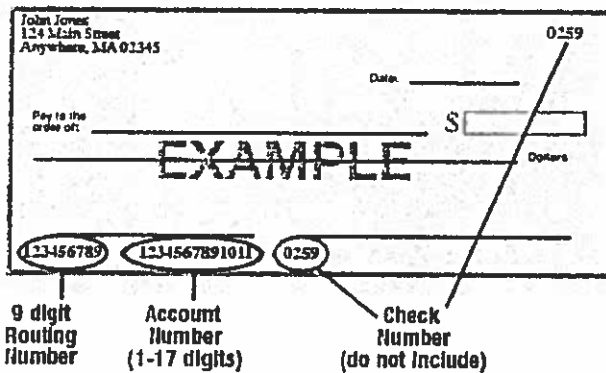 John Jones
124 Main Street
Anywhere, MA 02345
0259
Date:
Pay to the
order of:
$
EXAMPLE
Dollars
123456789
1234567891011
0259
9 digit
Routing
Number
Account
Number
(1-17 digits)
Check
Number
(do not include)